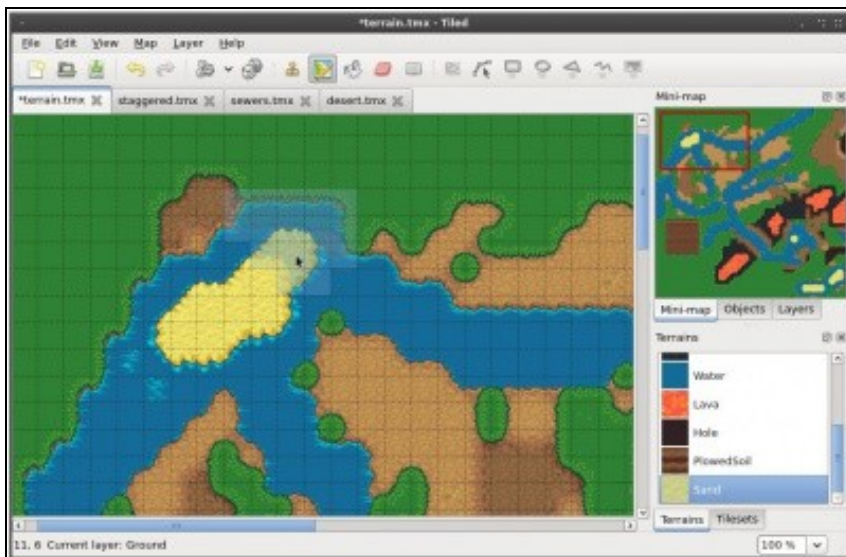 *terrain.tmx - Tiled
File Edit View Map Layer Help
*terrain.tmx staggered.tmx sewers.tmx desert.tmx
Mini-map
Mini-map Objects Layers
Terrains
Water
Lava
Hole
PlowedSoil
Sand
Terrains Tilesets
11, 6 Current layer: Ground
100 %